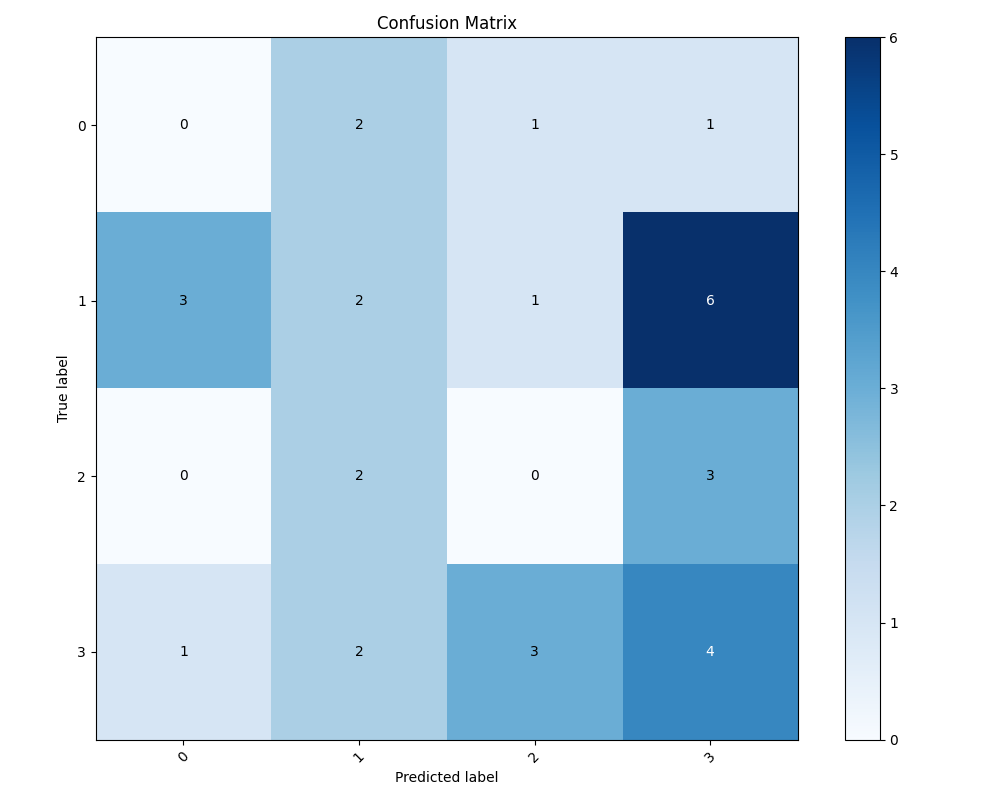 Confusion Matrix
0 0 2 1 1
1 3 2 1 6
2 0 2 0 3
3 1 2 3 4
0 1 2 3
Predicted label
True label
6
5
4
3
2
1
0